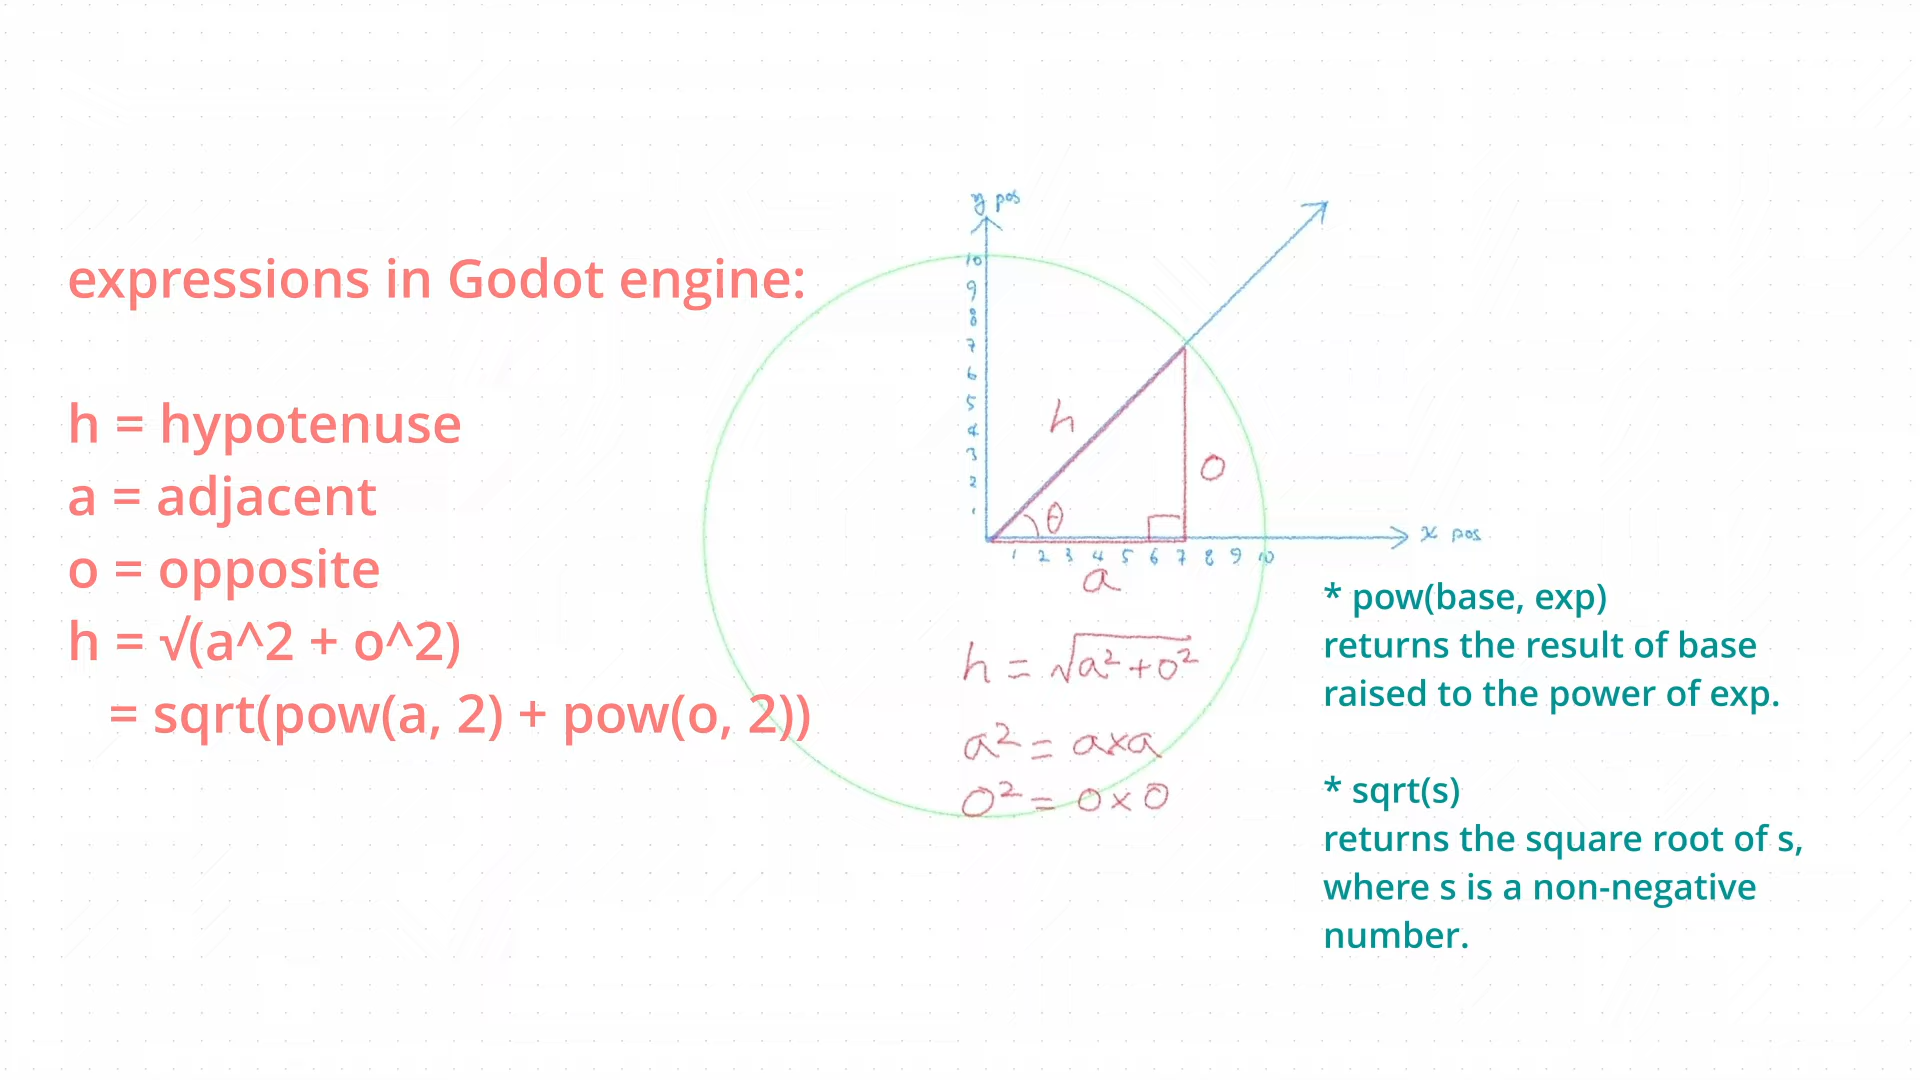 expressions in Godot engine:
h = hypotenuse
a = adjacent
o = opposite
h = √(a^2 + o^2)
= sqrt(pow(a, 2) + pow(o, 2))
y pos
10
9
8
7
6
5
4
3
2
1
h
o
θ
x pos
1 2 3 4 5 6 7 8 9 10
a
h = √a²+o²
a² = a×a
o² = o×o
* pow(base, exp)
returns the result of base
raised to the power of exp.
* sqrt(s)
returns the square root of s,
where s is a non-negative
number.